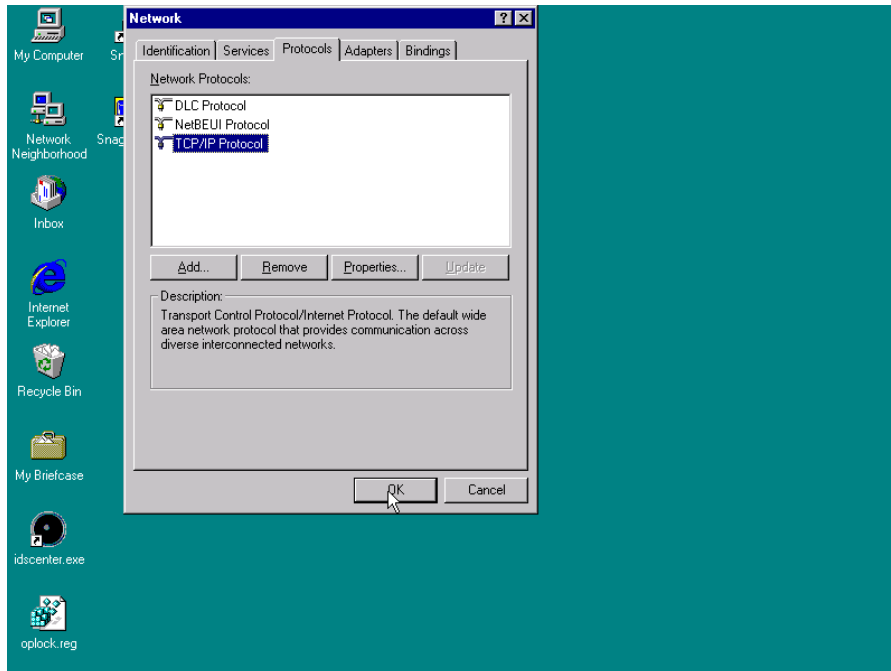 Network
Identification
Services
Protocols
Adapters
Bindings
Network Protocols:
DLC Protocol
NetBEUI Protocol
TCP/IP Protocol
Add...
Remove
Properties...
Update
Description:
Transport Control Protocol/Internet Protocol. The default wide
area network protocol that provides communication across
diverse interconnected networks.
OK
Cancel
My Computer
Network
Neighborhood
Snag
Inbox
Internet
Explorer
Recycle Bin
My Briefcase
idscenter.exe
oplock.reg